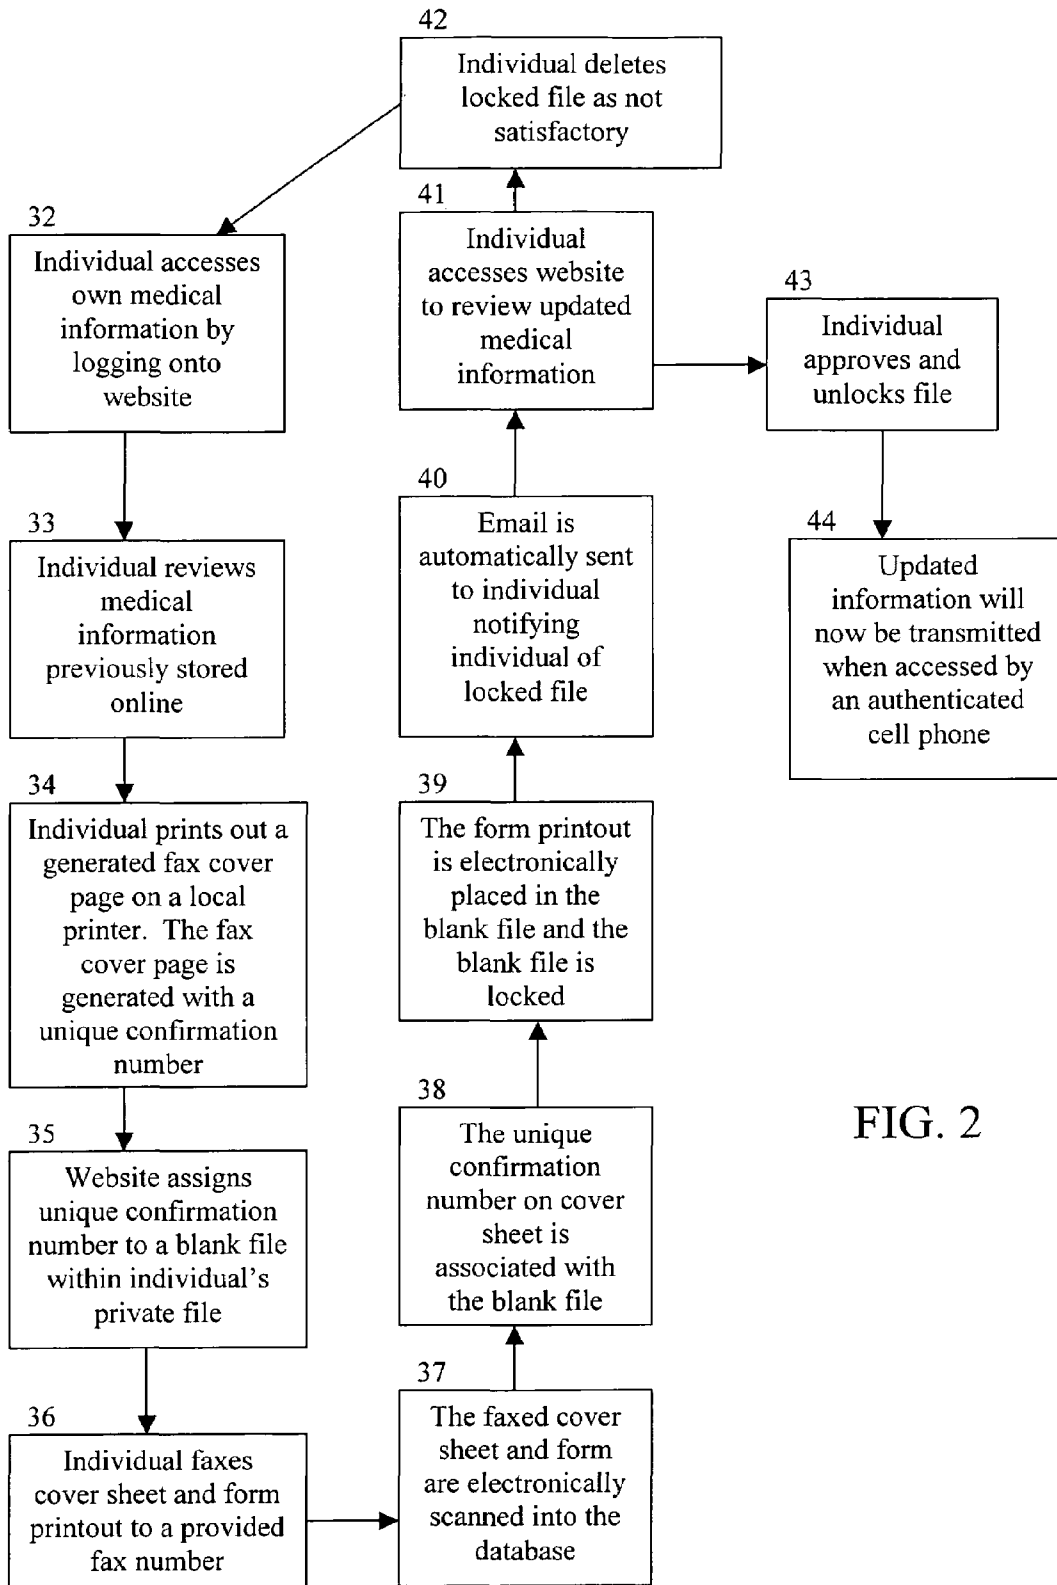 42
Individual deletes
locked file as not
satisfactory
32
Individual accesses
own medical
information by
logging onto
website
33
Individual reviews
medical
information
previously stored
online
34
Individual prints out a
generated fax cover
page on a local
printer. The fax
cover page is
generated with a
unique confirmation
number
35
Website assigns
unique confirmation
number to a blank file
within individual's
private file
36
Individual faxes
cover sheet and form
printout to a provided
fax number
37
The faxed cover
sheet and form
are electronically
scanned into the
database
38
The unique
confirmation
number on cover
sheet is
associated with
the blank file
39
The form printout
is electronically
placed in the
blank file and the
blank file is
locked
40
Email is
automatically sent
to individual
notifying
individual of
locked file
41
Individual
accesses website
to review updated
medical
information
43
Individual
approves and
unlocks file
44
Updated
information will
now be transmitted
when accessed by
an authenticated
cell phone
FIG. 2